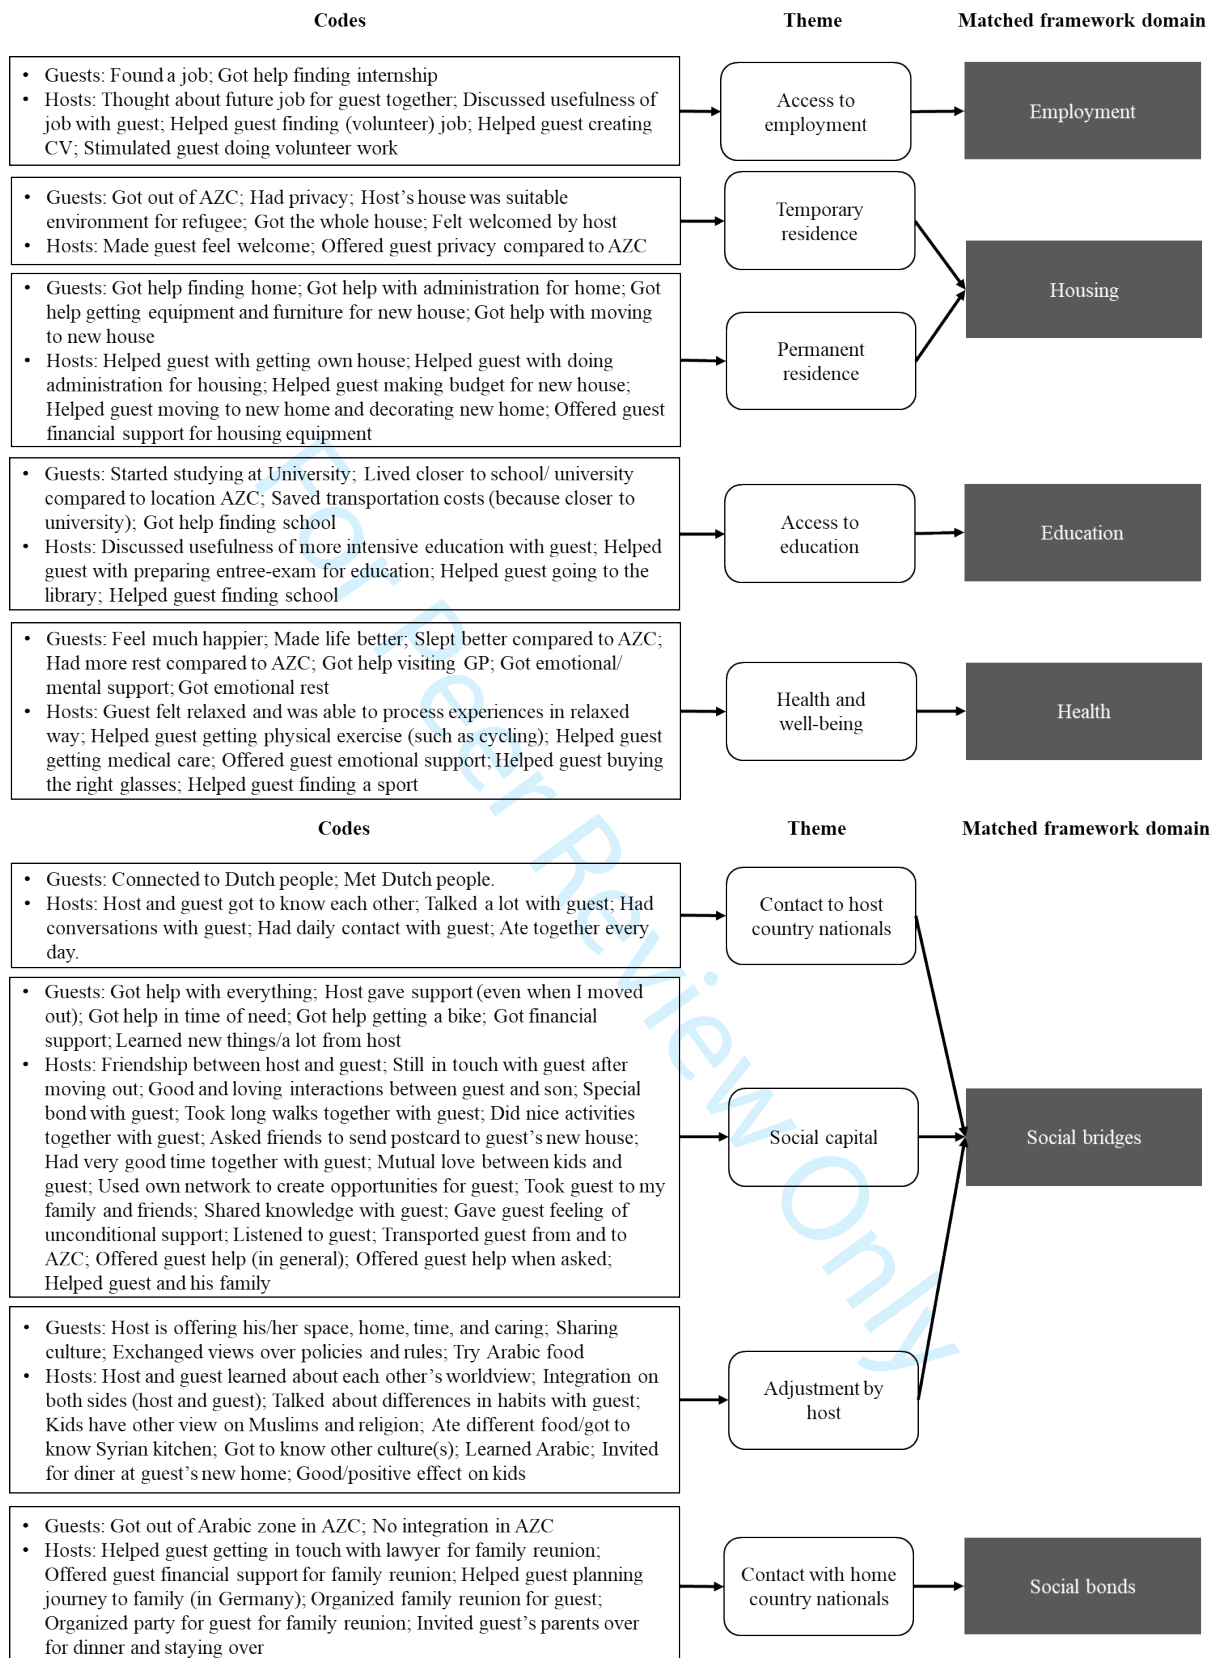 Codes
Theme
Matched framework domain
• Guests: Found a job; Got help finding internship
• Hosts: Thought about future job for guest together; Discussed usefulness of
job with guest; Helped guest finding (volunteer) job; Helped guest creating
CV; Stimulated guest doing volunteer work
Access to
employment
Employment
• Guests: Got out of AZC; Had privacy; Host’s house was suitable
environment for refugee; Got the whole house; Felt welcomed by host
• Hosts: Made guest feel welcome; Offered guest privacy compared to AZC
Temporary
residence
Housing
• Guests: Got help finding home; Got help with administration for home; Got
help getting equipment and furniture for new house; Got help with moving
to new house
• Hosts: Helped guest with getting own house; Helped guest with doing
administration for housing; Helped guest making budget for new house;
Helped guest moving to new home and decorating new home; Offered guest
financial support for housing equipment
Permanent
residence
• Guests: Started studying at University; Lived closer to school/ university
compared to location AZC; Saved transportation costs (because closer to
university); Got help finding school
• Hosts: Discussed usefulness of more intensive education with guest; Helped
guest with preparing entree-exam for education; Helped guest going to the
library; Helped guest finding school
Access to
education
Education
• Guests: Feel much happier; Made life better; Slept better compared to AZC;
Had more rest compared to AZC; Got help visiting GP; Got emotional/
mental support; Got emotional rest
• Hosts: Guest felt relaxed and was able to process experiences in relaxed
way; Helped guest getting physical exercise (such as cycling); Helped guest
getting medical care; Offered guest emotional support; Helped guest buying
the right glasses; Helped guest finding a sport
Health and
well-being
Health
Codes
Theme
Matched framework domain
• Guests: Connected to Dutch people; Met Dutch people.
• Hosts: Host and guest got to know each other; Talked a lot with guest; Had
conversations with guest; Had daily contact with guest; Ate together every
day.
Contact to host
country nationals
• Guests: Got help with everything; Host gave support (even when I moved
out); Got help in time of need; Got help getting a bike; Got financial
support; Learned new things/a lot from host
• Hosts: Friendship between host and guest; Still in touch with guest after
moving out; Good and loving interactions between guest and son; Special
bond with guest; Took long walks together with guest; Did nice activities
together with guest; Asked friends to send postcard to guest’s new house;
Had very good time together with guest; Mutual love between kids and
guest; Used own network to create opportunities for guest; Took guest to my
family and friends; Shared knowledge with guest; Gave guest feeling of
unconditional support; Listened to guest; Transported guest from and to
AZC; Offered guest help (in general); Offered guest help when asked;
Helped guest and his family
Social capital
Social bridges
• Guests: Host is offering his/her space, home, time, and caring; Sharing
culture; Exchanged views over policies and rules; Try Arabic food
• Hosts: Host and guest learned about each other’s worldview; Integration on
both sides (host and guest); Talked about differences in habits with guest;
Kids have other view on Muslims and religion; Ate different food/got to
know Syrian kitchen; Got to know other culture(s); Learned Arabic; Invited
for diner at guest’s new home; Good/positive effect on kids
Adjustment by
host
• Guests: Got out of Arabic zone in AZC; No integration in AZC
• Hosts: Helped guest getting in touch with lawyer for family reunion;
Offered guest financial support for family reunion; Helped guest planning
journey to family (in Germany); Organized family reunion for guest;
Organized party for guest for family reunion; Invited guest’s parents over
for dinner and staying over
Contact with home
country nationals
Social bonds
For Peer Review Only